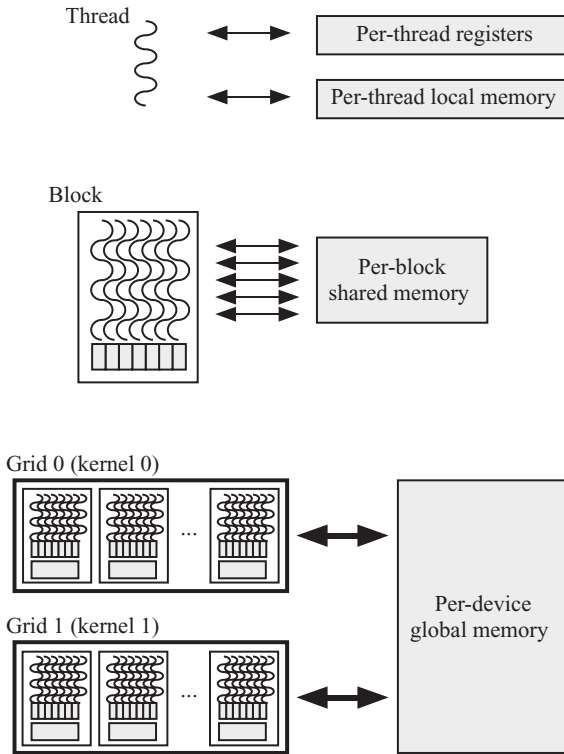 Thread
Per-thread registers
Per-thread local memory
Block
Per-block
shared memory
Grid 0 (kernel 0)
...
Grid 1 (kernel 1)
...
Per-device
global memory